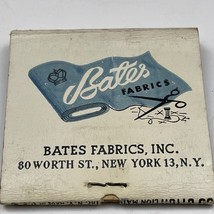 Bates
FABRICS
BATES FABRICS, INC.
80 WORTH ST., NEW YORK 13, N.Y.